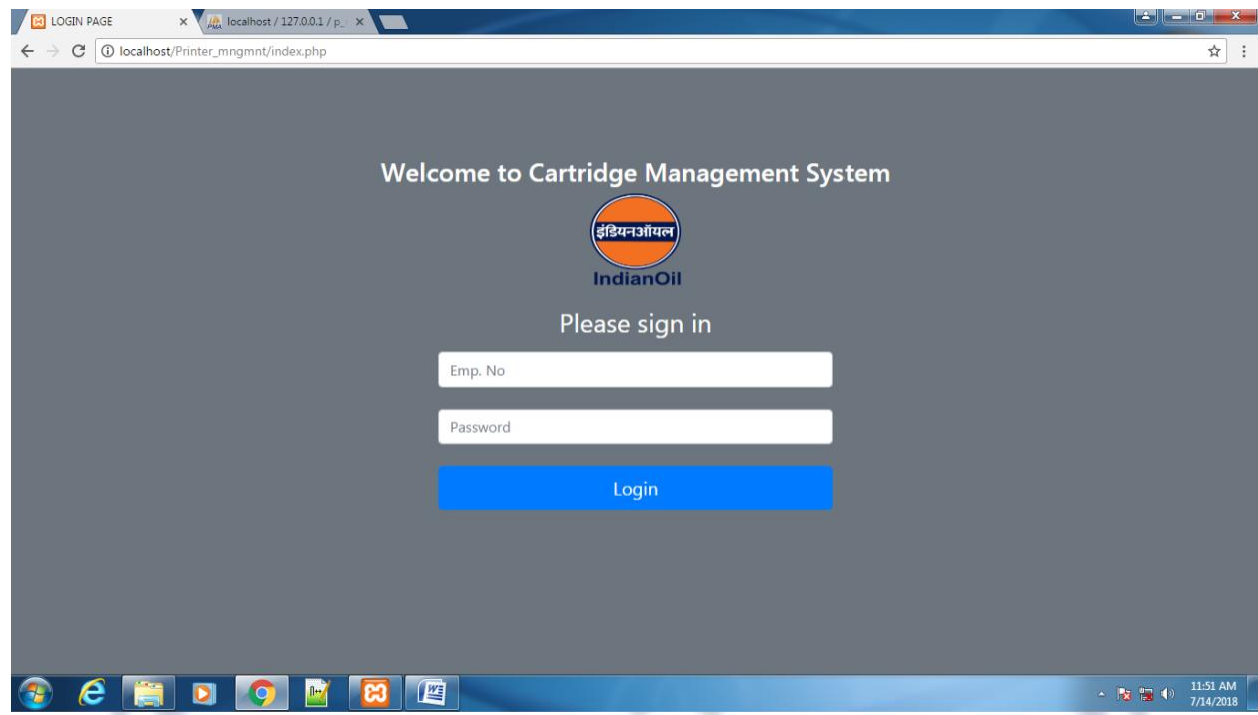 LOGIN PAGE
localhost / 127.0.0.1 / p_
localhost/Printer_mngmnt/index.php
Welcome to Cartridge Management System
इंडियनऑयल
IndianOil
Please sign in
Emp. No
Password
Login
11:51 AM
7/14/2018